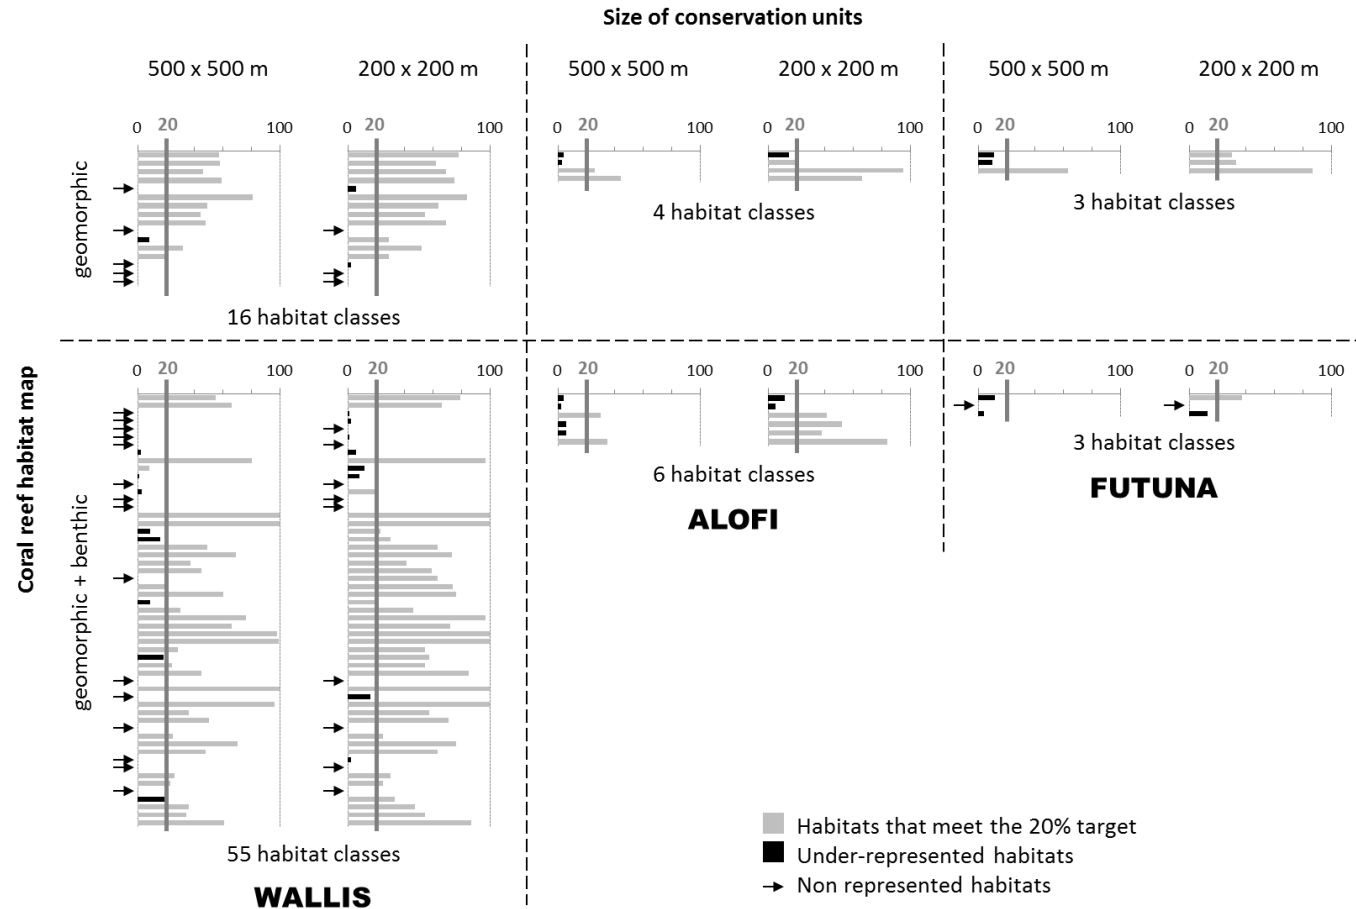 Size of conservation units
500 x 500 m 200 x 200 m 500 x 500 m 200 x 200 m 500 x 500 m 200 x 200 m
0 20 100 0 20 100 0 20 100 0 20 100 0 20 100 0 20 100
geomorphic
4 habitat classes
3 habitat classes
16 habitat classes
Coral reef habitat map
0 20 100 0 20 100 0 20 100 0 20 100 0 20 100 0 20 100
geomorphic + benthic
3 habitat classes
6 habitat classes
FUTUNA
ALOFI
Habitats that meet the 20% target
Under-represented habitats
Non represented habitats
55 habitat classes
WALLIS